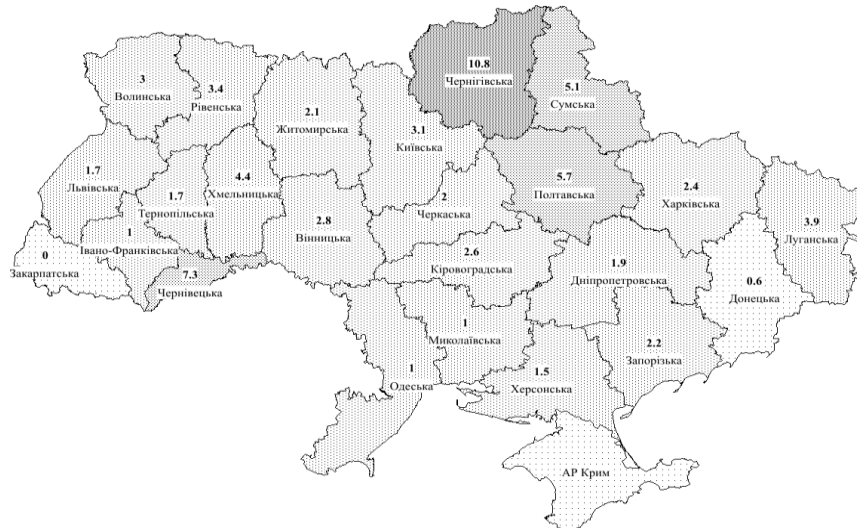 10.8
Чернігівська
5.1
Сумська
3
Волинська
3.4
Рівенська
2.1
Житомирська
3.1
Київська
1.7
Львівська
1.7
Тернопільська
4.4
Хмельницька
2.8
Вінницька
2
Черкаська
5.7
Полтавська
2.4
Харківська
3.9
Луганська
0
Закарпатська
1
Івано-Франківська
7.3
Чернівецька
2.6
Кіровоградська
1.9
Дніпропетровська
0.6
Донецька
1
Одеська
1
Миколаївська
1.5
Херсонська
2.2
Запорізька
АР Крим